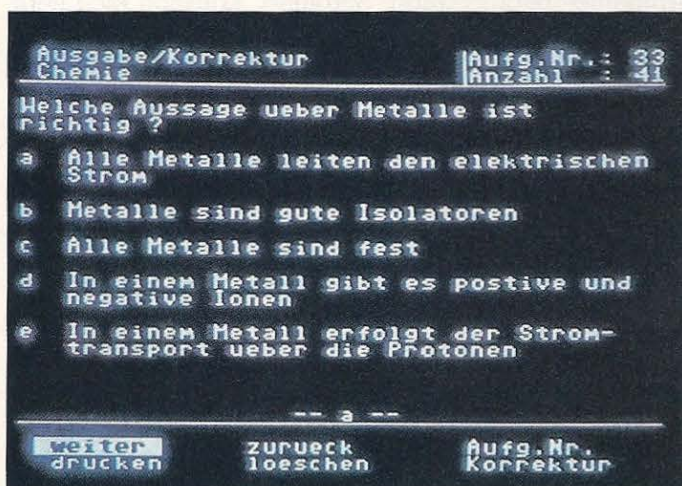 Ausgabe/Korrektur Aufg.Nr.: 33
Chemie Anzahl : 41
Welche Aussage ueber Metalle ist
richtig ?
a Alle Metalle leiten den elektrischen
Strom
b Metalle sind gute Isolatoren
c Alle Metalle sind fest
d In einem Metall gibt es postive und
negative Ionen
e In einem Metall erfolgt der Strom-
transport ueber die Protonen
-- a --
weiter zurueck Aufg.Nr.
drucken loeschen Korrektur